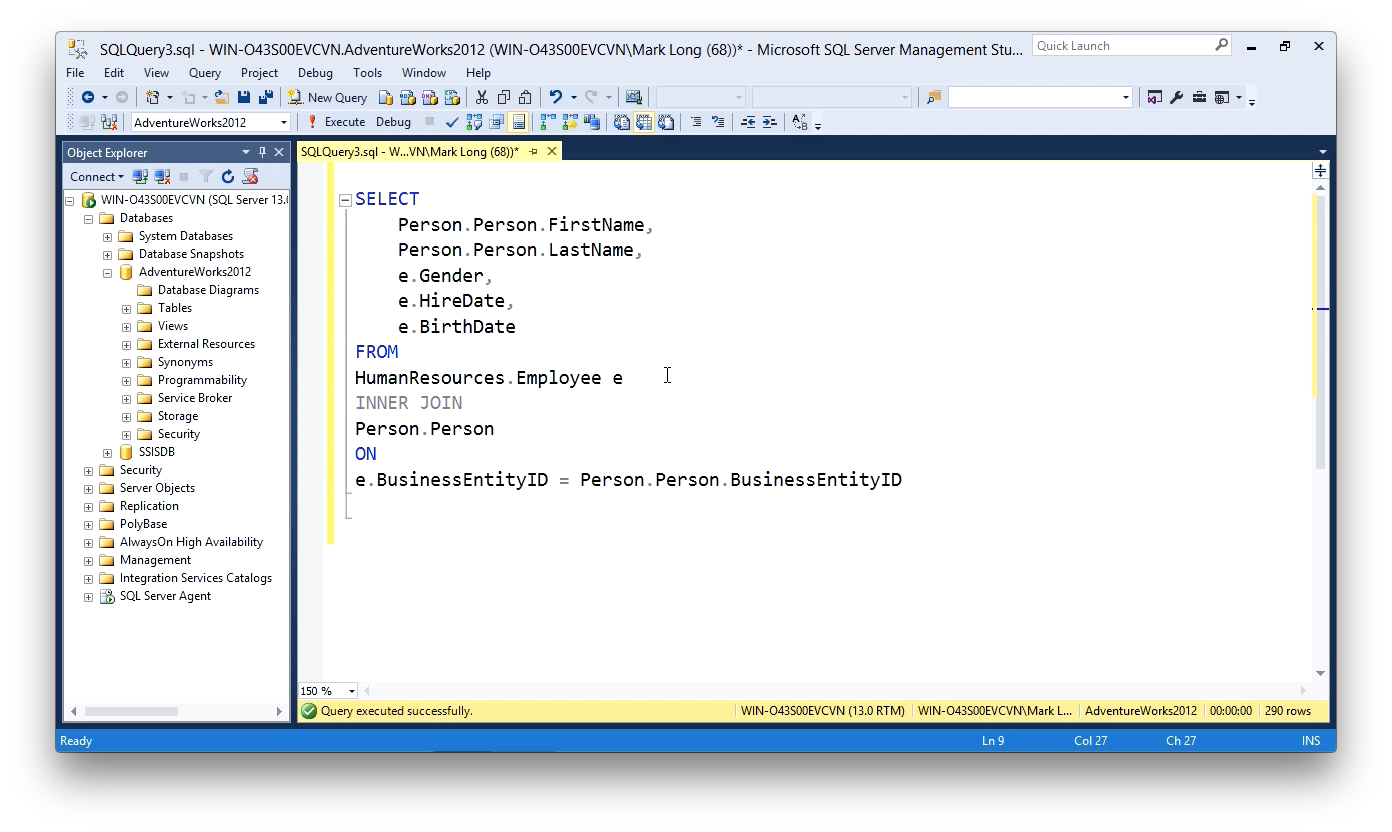 SQLQuery3.sql - WIN-O43S00EVCVN.AdventureWorks2012 (WIN-O43S00EVCVN\Mark Long (68))* - Microsoft SQL Server Management Stu...
Quick Launch
File Edit View Query Project Debug Tools Window Help
New Query
AdventureWorks2012 Execute Debug
Object Explorer
SQLQuery3.sql - W...VN\Mark Long (68))*
Connect
WIN-O43S00EVCVN (SQL Server 13.0
Databases
System Databases
Database Snapshots
AdventureWorks2012
Database Diagrams
Tables
Views
External Resources
Synonyms
Programmability
Service Broker
Storage
Security
SSISDB
Security
Server Objects
Replication
PolyBase
AlwaysOn High Availability
Management
Integration Services Catalogs
SQL Server Agent
SELECT
Person.Person.FirstName,
Person.Person.LastName,
e.Gender,
e.HireDate,
e.BirthDate
FROM
HumanResources.Employee e
INNER JOIN
Person.Person
ON
e.BusinessEntityID = Person.Person.BusinessEntityID
150 %
Query executed successfully. WIN-O43S00EVCVN (13.0 RTM) WIN-O43S00EVCVN\Mark L... AdventureWorks2012 00:00:00 290 rows
Ready Ln 9 Col 27 Ch 27 INS